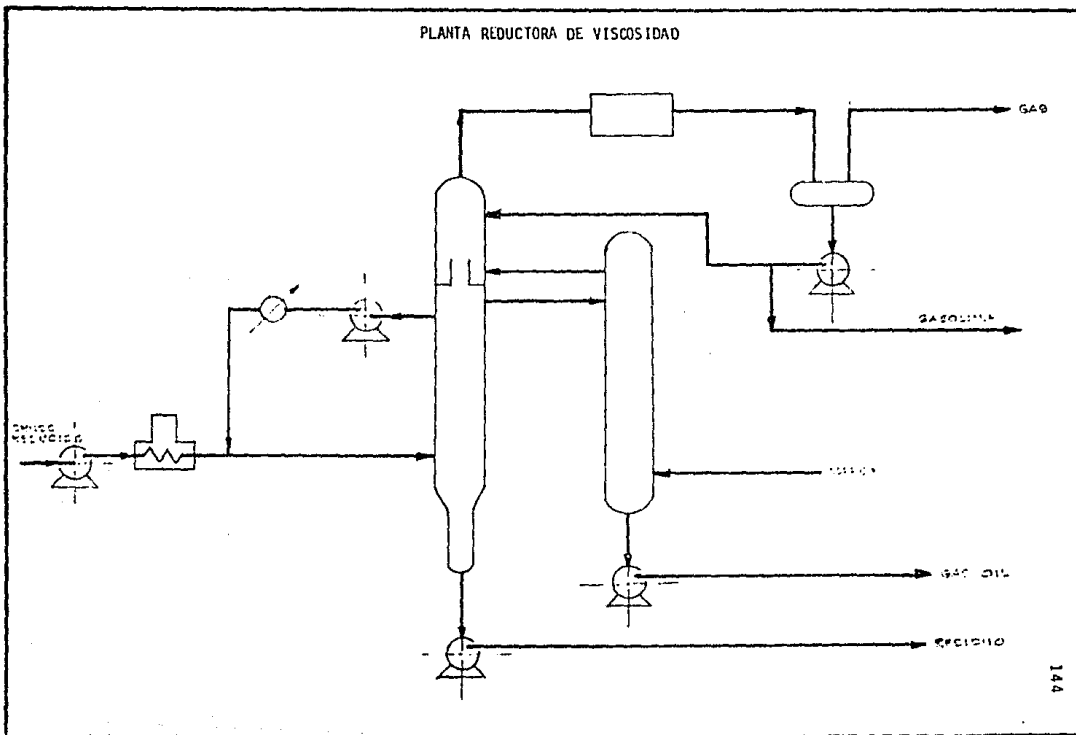 PLANTA REDUCTORA DE VISCOSIDAD
GAS
GASOLINA
GAS OIL
RESIDUO
144